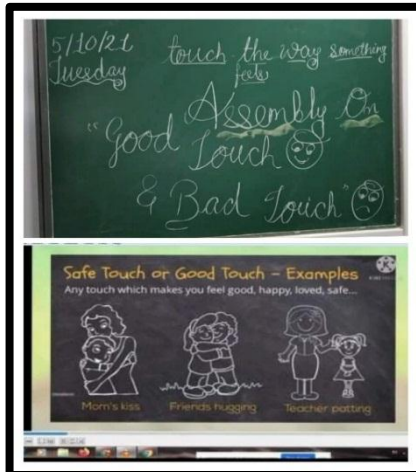 5/10/21
Tuesday
touch the way something
feels
Assembly On
"Good Touch
& Bad Touch"
Safe Touch or Good Touch – Examples
Any touch which makes you feel good, happy, loved, safe...
Mom's kiss Friends hugging Teacher patting